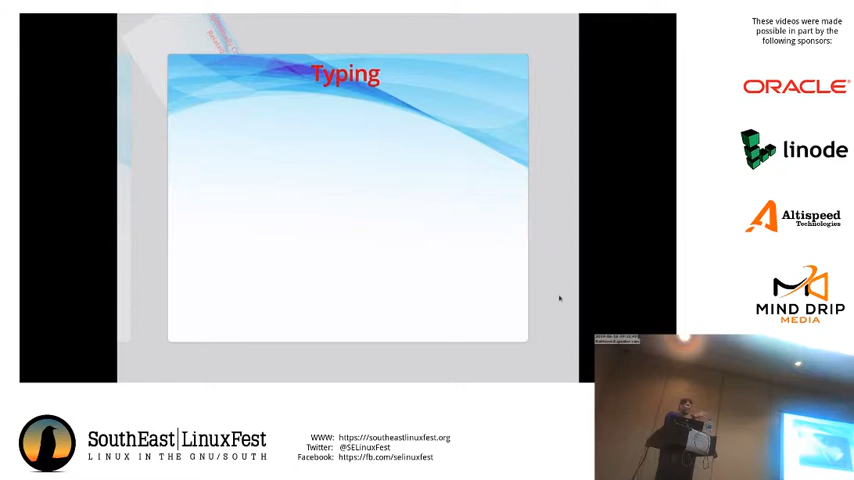 Typing
These videos were made
possible in part by the
following sponsors:
ORACLE
linode
Altispeed
Technologies
MIND DRIP
MEDIA
SouthEast|LinuxFest
LINUX IN THE GNU/SOUTH
WWW: https://southeastlinuxfest.org
Twitter: @SELinuxFest
Facebook: https://fb.com/selinuxfest